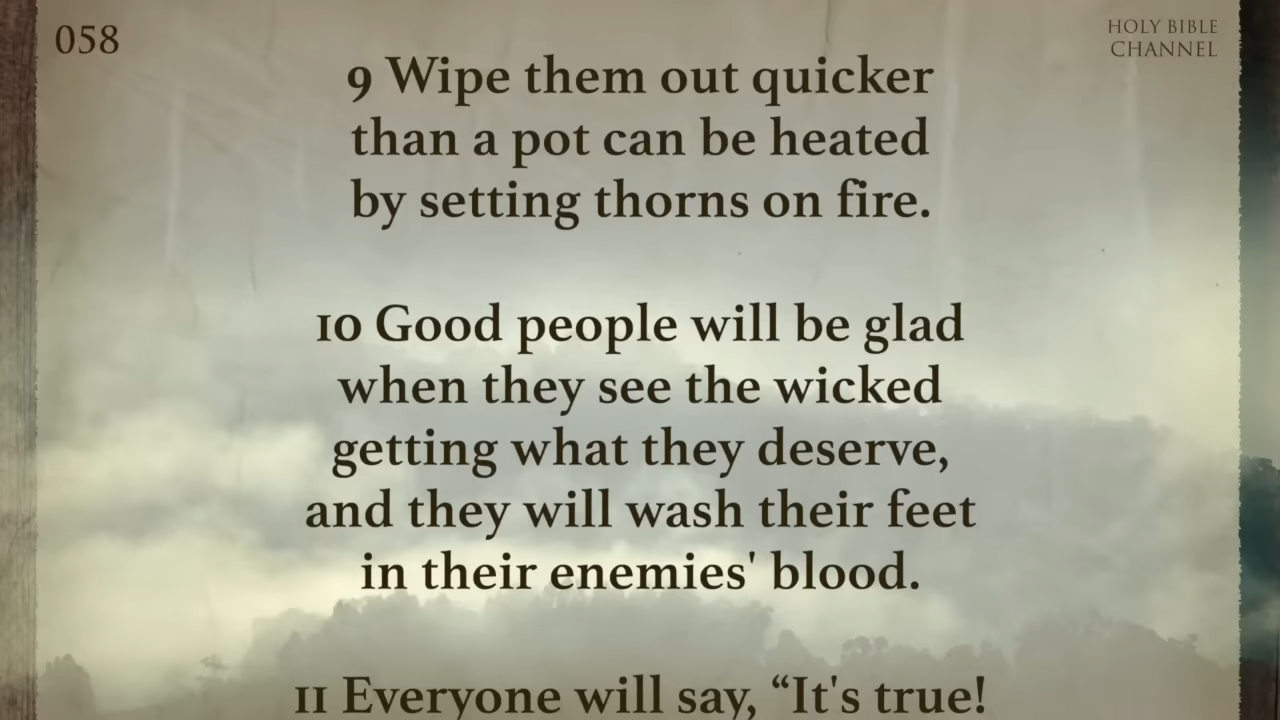 058
HOLY BIBLE
CHANNEL
9 Wipe them out quicker
than a pot can be heated
by setting thorns on fire.
10 Good people will be glad
when they see the wicked
getting what they deserve,
and they will wash their feet
in their enemies' blood.
11 Everyone will say, “It's true!